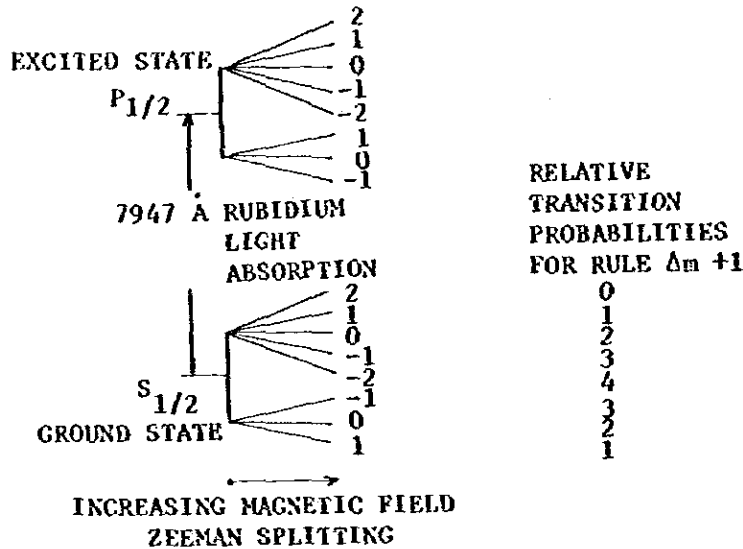 2
1
EXCITED STATE
0
-1
P1/2
-2
1
0
-1
7947 Å RUBIDIUM
LIGHT
ABSORPTION
RELATIVE
TRANSITION
PROBABILITIES
FOR RULE Δm +1
2
1
0
-1
-2
S1/2
-1
0
GROUND STATE
1
0
1
2
3
4
3
2
1
INCREASING MAGNETIC FIELD
ZEEMAN SPLITTING